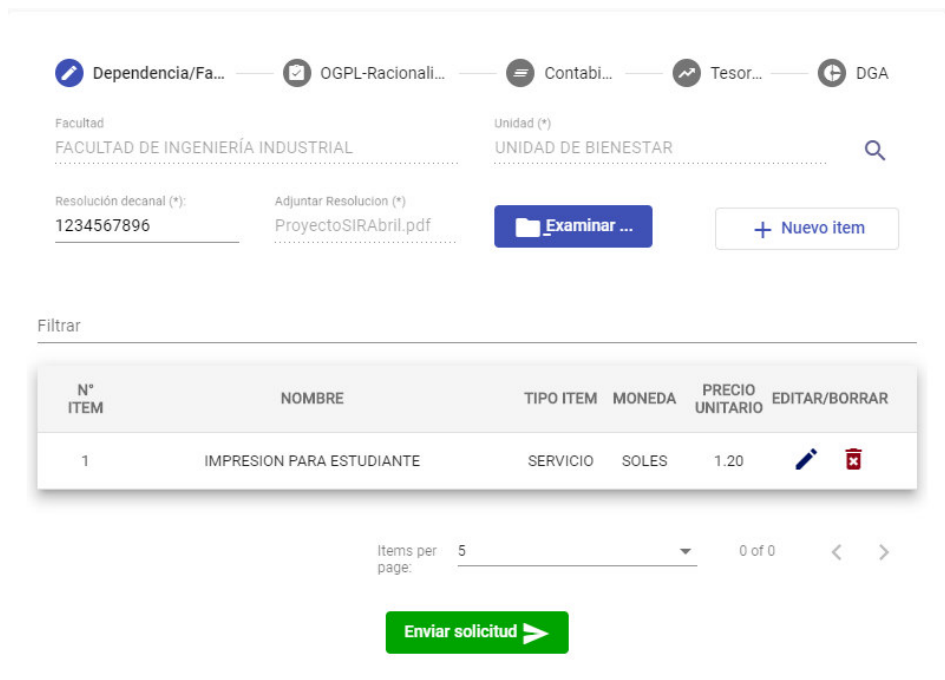 Dependencia/Fa... OGPL-Racionali... Contabi... Tesor... DGA
Facultad Unidad (*)
FACULTAD DE INGENIERÍA INDUSTRIAL UNIDAD DE BIENESTAR
Resolución decanal (*): Adjuntar Resolucion (*)
1234567896 ProyectoSIRAbril.pdf Examinar ... + Nuevo item
Filtrar
N° ITEM NOMBRE TIPO ITEM MONEDA PRECIO UNITARIO EDITAR/BORRAR
1 IMPRESION PARA ESTUDIANTE SERVICIO SOLES 1.20
Items per page: 5 0 of 0
Enviar solicitud